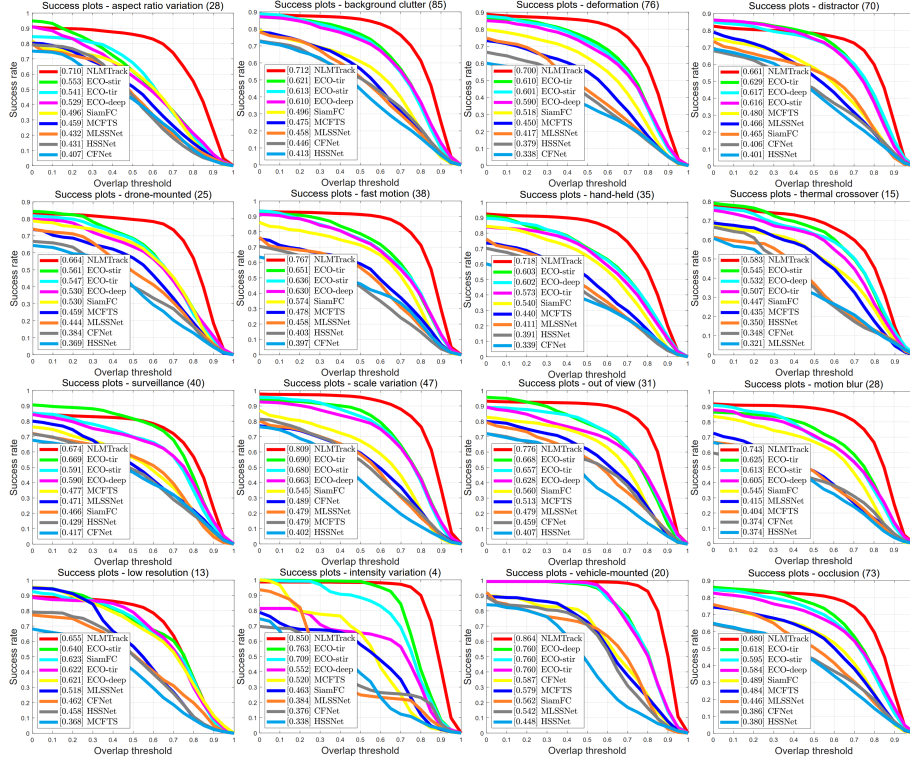 Success plots - aspect ratio variation (28)
Success rate
0.710 NLMTrack
0.553 ECO-stir
0.541 ECO-tir
0.529 ECO-deep
0.496 SiamFC
0.459 MCFTS
0.432 MLSSNet
0.431 HSSNet
0.407 CFNet
Overlap threshold
Success plots - background clutter (85)
Success rate
0.712 NLMTrack
0.621 ECO-tir
0.613 ECO-stir
0.610 ECO-deep
0.496 SiamFC
0.475 MCFTS
0.458 MLSSNet
0.446 CFNet
0.413 HSSNet
Overlap threshold
Success plots - deformation (76)
Success rate
0.700 NLMTrack
0.610 ECO-tir
0.601 ECO-stir
0.590 ECO-deep
0.518 SiamFC
0.450 MCFTS
0.417 MLSSNet
0.379 HSSNet
0.338 CFNet
Overlap threshold
Success plots - distractor (70)
Success rate
0.661 NLMTrack
0.629 ECO-tir
0.617 ECO-deep
0.616 ECO-stir
0.480 MCFTS
0.466 MLSSNet
0.465 SiamFC
0.406 CFNet
0.401 HSSNet
Overlap threshold
Success plots - drone-mounted (25)
Success rate
0.664 NLMTrack
0.561 ECO-stir
0.547 ECO-tir
0.530 ECO-deep
0.530 SiamFC
0.459 MCFTS
0.444 MLSSNet
0.384 CFNet
0.369 HSSNet
Overlap threshold
Success plots - fast motion (38)
Success rate
0.767 NLMTrack
0.651 ECO-tir
0.636 ECO-stir
0.630 ECO-deep
0.574 SiamFC
0.478 MCFTS
0.458 MLSSNet
0.403 HSSNet
0.397 CFNet
Overlap threshold
Success plots - hand-held (35)
Success rate
0.718 NLMTrack
0.603 ECO-stir
0.602 ECO-deep
0.573 ECO-tir
0.540 SiamFC
0.440 MCFTS
0.411 MLSSNet
0.391 HSSNet
0.339 CFNet
Overlap threshold
Success plots - thermal crossover (15)
Success rate
0.583 NLMTrack
0.545 ECO-stir
0.532 ECO-deep
0.507 ECO-tir
0.447 SiamFC
0.435 MCFTS
0.350 HSSNet
0.348 CFNet
0.321 MLSSNet
Overlap threshold
Success plots - surveillance (40)
Success rate
0.674 NLMTrack
0.669 ECO-tir
0.591 ECO-stir
0.590 ECO-deep
0.477 MCFTS
0.471 MLSSNet
0.466 SiamFC
0.429 HSSNet
0.417 CFNet
Overlap threshold
Success plots - scale variation (47)
Success rate
0.809 NLMTrack
0.690 ECO-tir
0.680 ECO-stir
0.663 ECO-deep
0.545 SiamFC
0.489 CFNet
0.479 MLSSNet
0.479 MCFTS
0.402 HSSNet
Overlap threshold
Success plots - out of view (31)
Success rate
0.776 NLMTrack
0.668 ECO-tir
0.657 ECO-stir
0.628 ECO-deep
0.560 SiamFC
0.513 MCFTS
0.479 MLSSNet
0.459 CFNet
0.407 HSSNet
Overlap threshold
Success plots - motion blur (28)
Success rate
0.743 NLMTrack
0.625 ECO-tir
0.613 ECO-stir
0.605 ECO-deep
0.545 SiamFC
0.415 MLSSNet
0.404 MCFTS
0.374 CFNet
0.374 HSSNet
Overlap threshold
Success plots - low resolution (13)
Success rate
0.655 NLMTrack
0.640 ECO-stir
0.623 SiamFC
0.622 ECO-tir
0.621 ECO-deep
0.518 MLSSNet
0.462 CFNet
0.458 HSSNet
0.368 MCFTS
Overlap threshold
Success plots - intensity variation (4)
Success rate
0.850 NLMTrack
0.763 ECO-tir
0.709 ECO-stir
0.552 ECO-deep
0.520 MCFTS
0.463 SiamFC
0.384 MLSSNet
0.376 CFNet
0.338 HSSNet
Overlap threshold
Success plots - vehicle-mounted (20)
Success rate
0.864 NLMTrack
0.760 ECO-deep
0.760 ECO-stir
0.760 ECO-tir
0.587 CFNet
0.579 MCFTS
0.562 SiamFC
0.542 MLSSNet
0.448 HSSNet
Overlap threshold
Success plots - occlusion (73)
Success rate
0.680 NLMTrack
0.618 ECO-tir
0.595 ECO-stir
0.584 ECO-deep
0.489 SiamFC
0.484 MCFTS
0.446 MLSSNet
0.386 CFNet
0.380 HSSNet
Overlap threshold